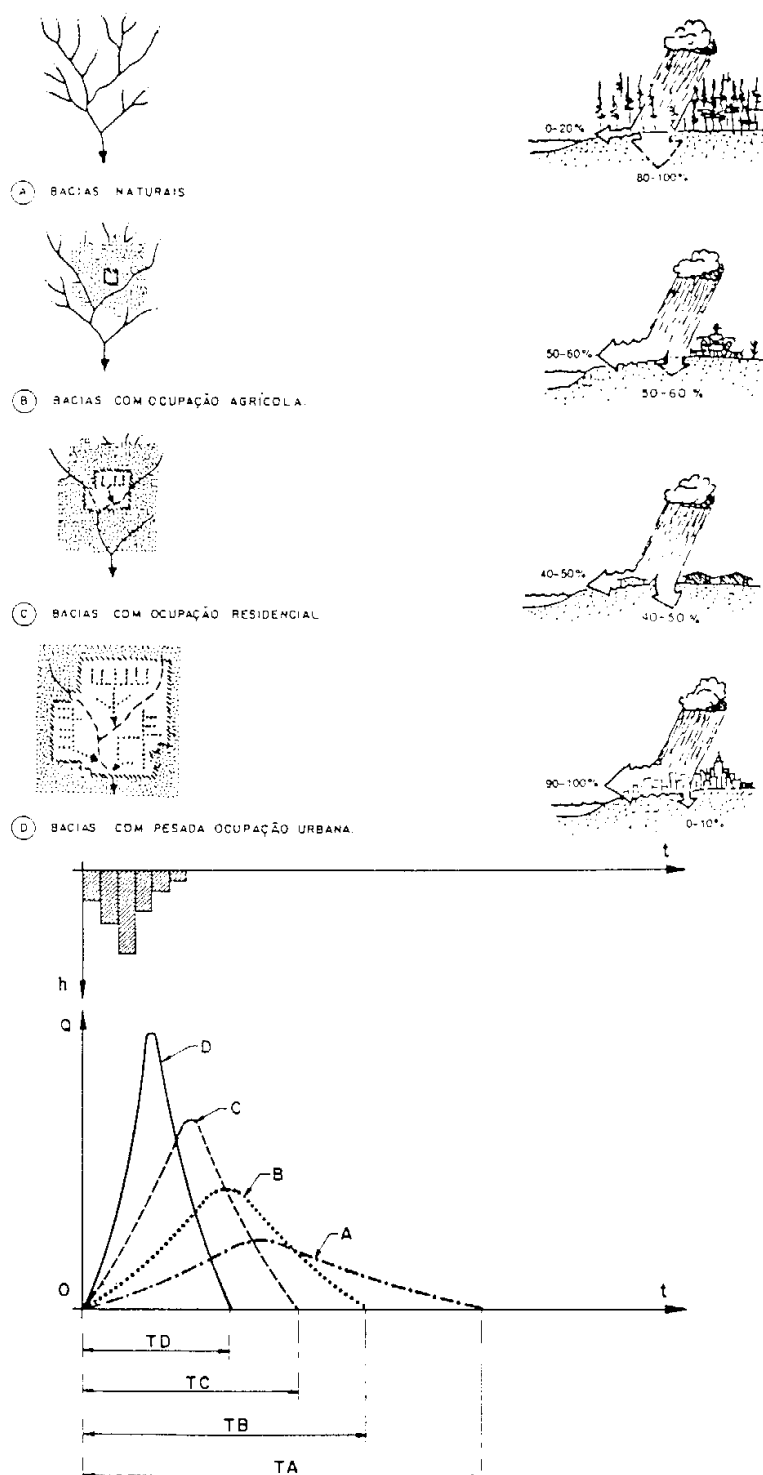 0-20%
80-100%
A BACIAS NATURAIS
50-60%
50-60 %
B BACIAS COM OCUPAÇÃO AGRÍCOLA.
40-50%
40-50 %
C BACIAS COM OCUPAÇÃO RESIDENCIAL
90-100%
0-10%
D BACIAS COM PESADA OCUPAÇÃO URBANA.
t
h
Q
D
C
B
A
O
t
TD
TC
TB
TA